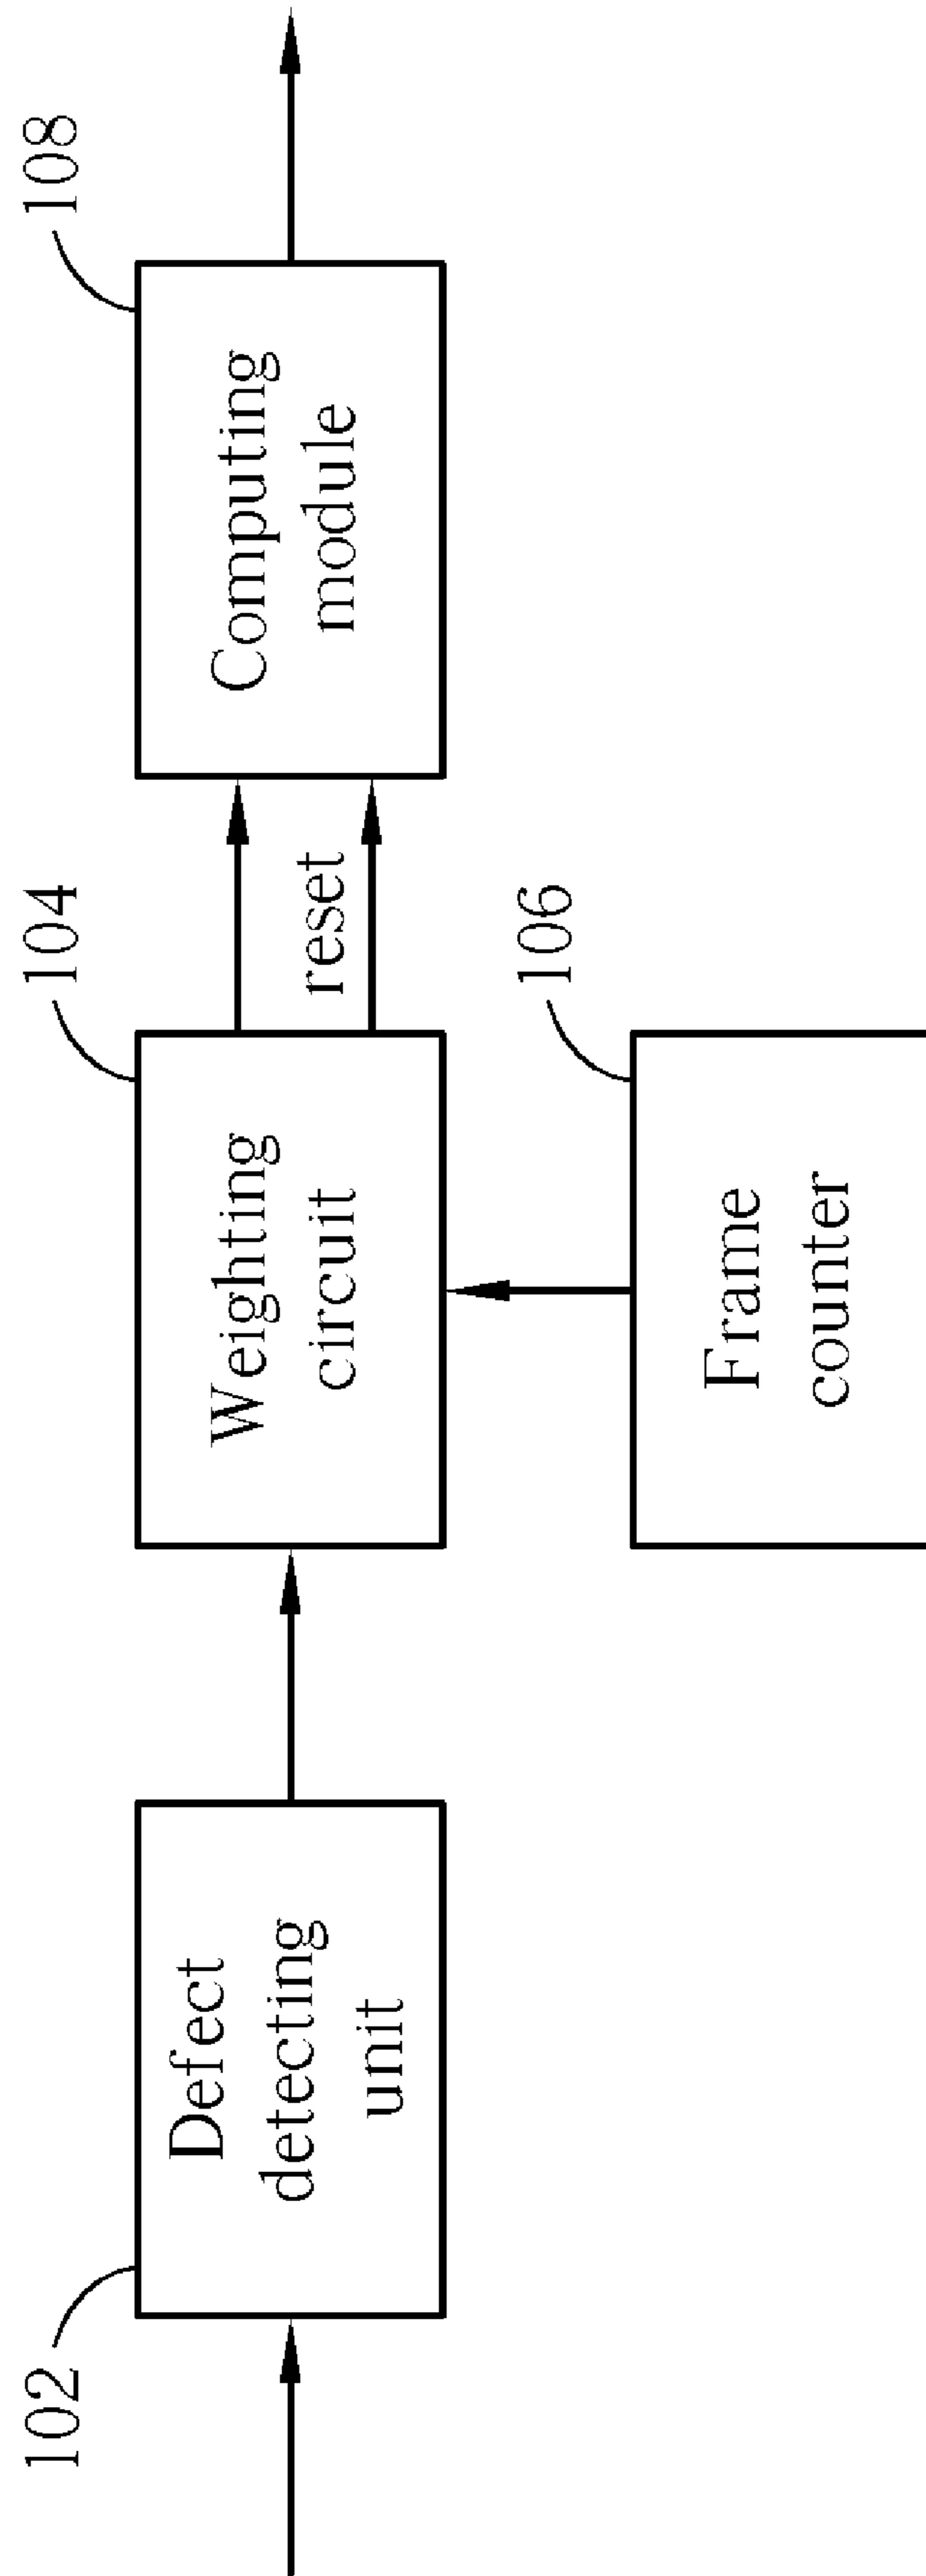 102
Defect
detecting
unit
104
Weighting
circuit
reset
106
Frame
counter
108
Computing
module